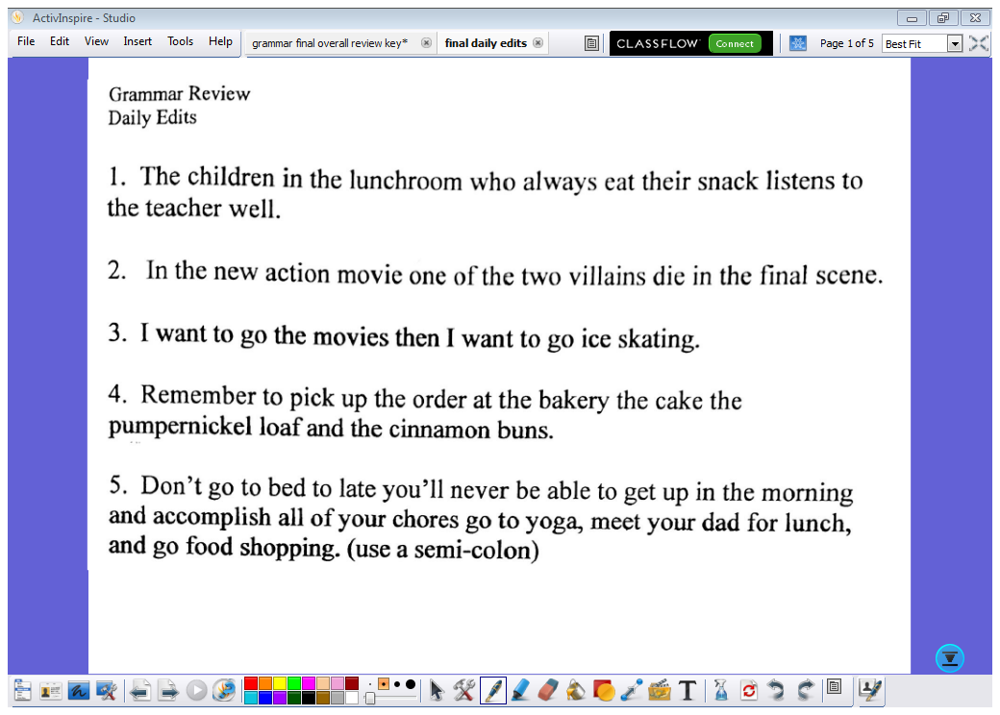 ActivInspire - Studio
File Edit View Insert Tools Help grammar final overall review key* final daily edits CLASSFLOW Connect Page 1 of 5 Best Fit
Grammar Review
Daily Edits
1. The children in the lunchroom who always eat their snack listens to
the teacher well.
2. In the new action movie one of the two villains die in the final scene.
3. I want to go the movies then I want to go ice skating.
4. Remember to pick up the order at the bakery the cake the
pumpernickel loaf and the cinnamon buns.
5. Don't go to bed to late you'll never be able to get up in the morning
and accomplish all of your chores go to yoga, meet your dad for lunch,
and go food shopping. (use a semi-colon)
T